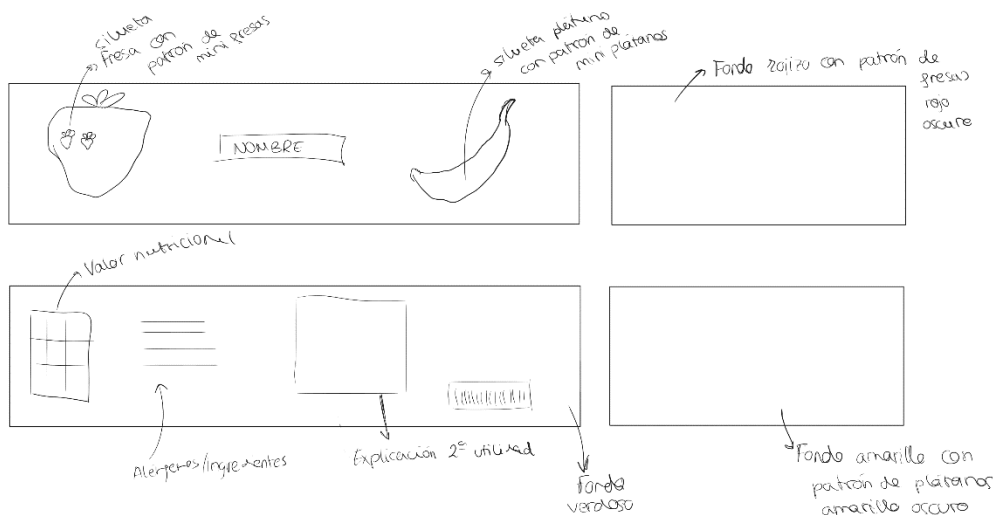 silueta
fresa con
patrón de
mini fresas
silueta plátano
con patron de
mini plátanos
Fondo rojizo con patrón de
fresas
rojo
oscuro
NOMBRE
Valor nutricional
Alergenos/ingredientes
Explicación 2ª utilidad
Fondo
verdoso
Fondo amarillo con
patrón de plátanos
amarillo oscuro